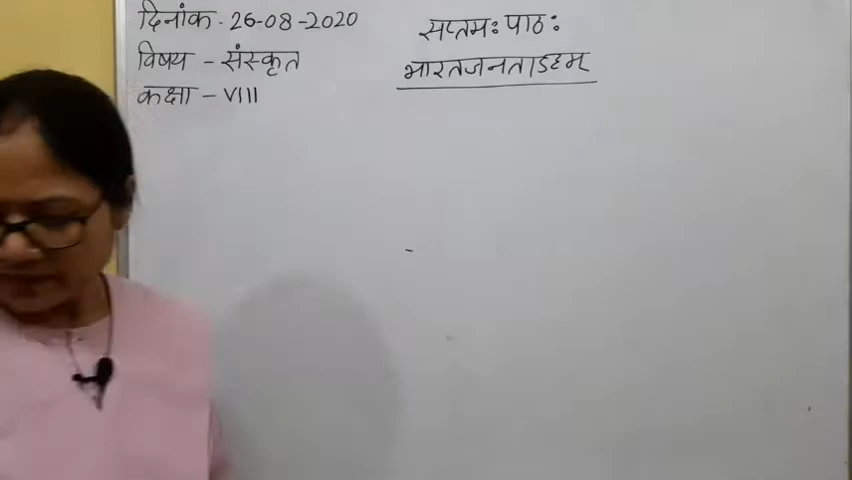 दिनांक - 26-08-2020
विषय - संस्कृत
कक्षा - VIII
सप्तमः पाठः
भारतजनताऽहम्